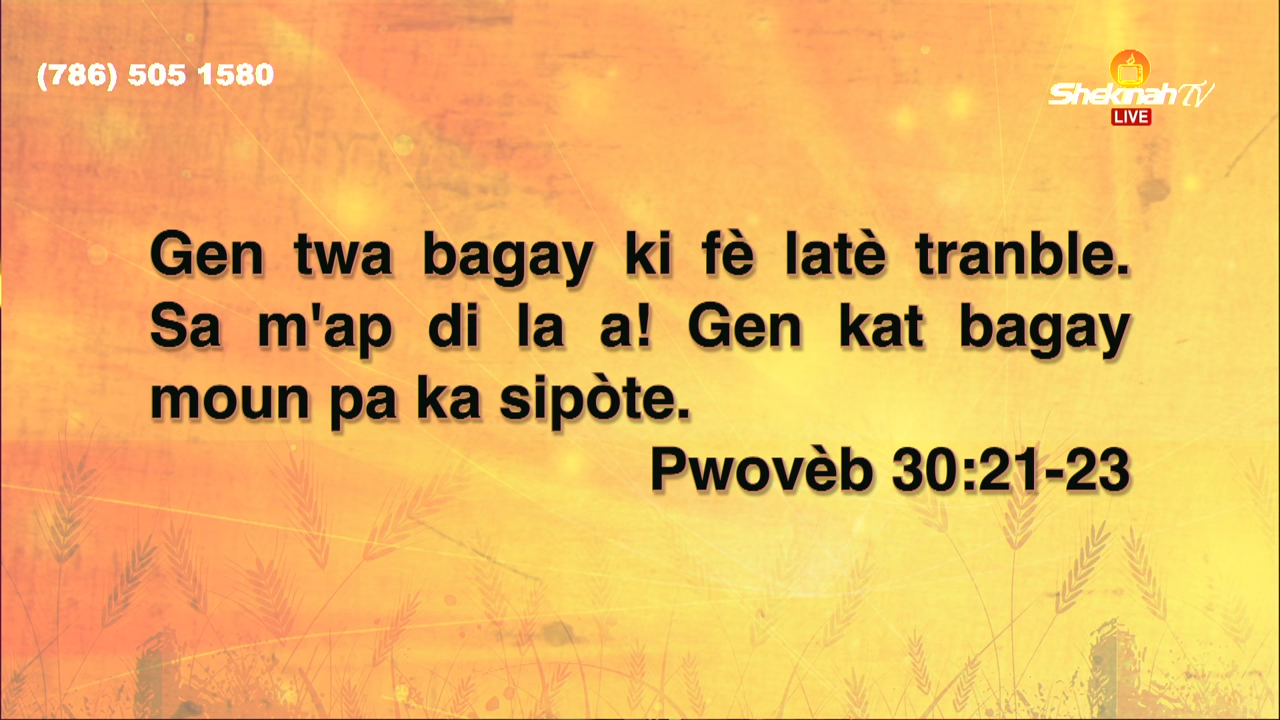 (786) 505 1580
Shekinah TV
LIVE
Gen twa bagay ki fè latè tranble.
Sa m'ap di la a! Gen kat bagay
moun pa ka sipòte.
Pwovèb 30:21-23